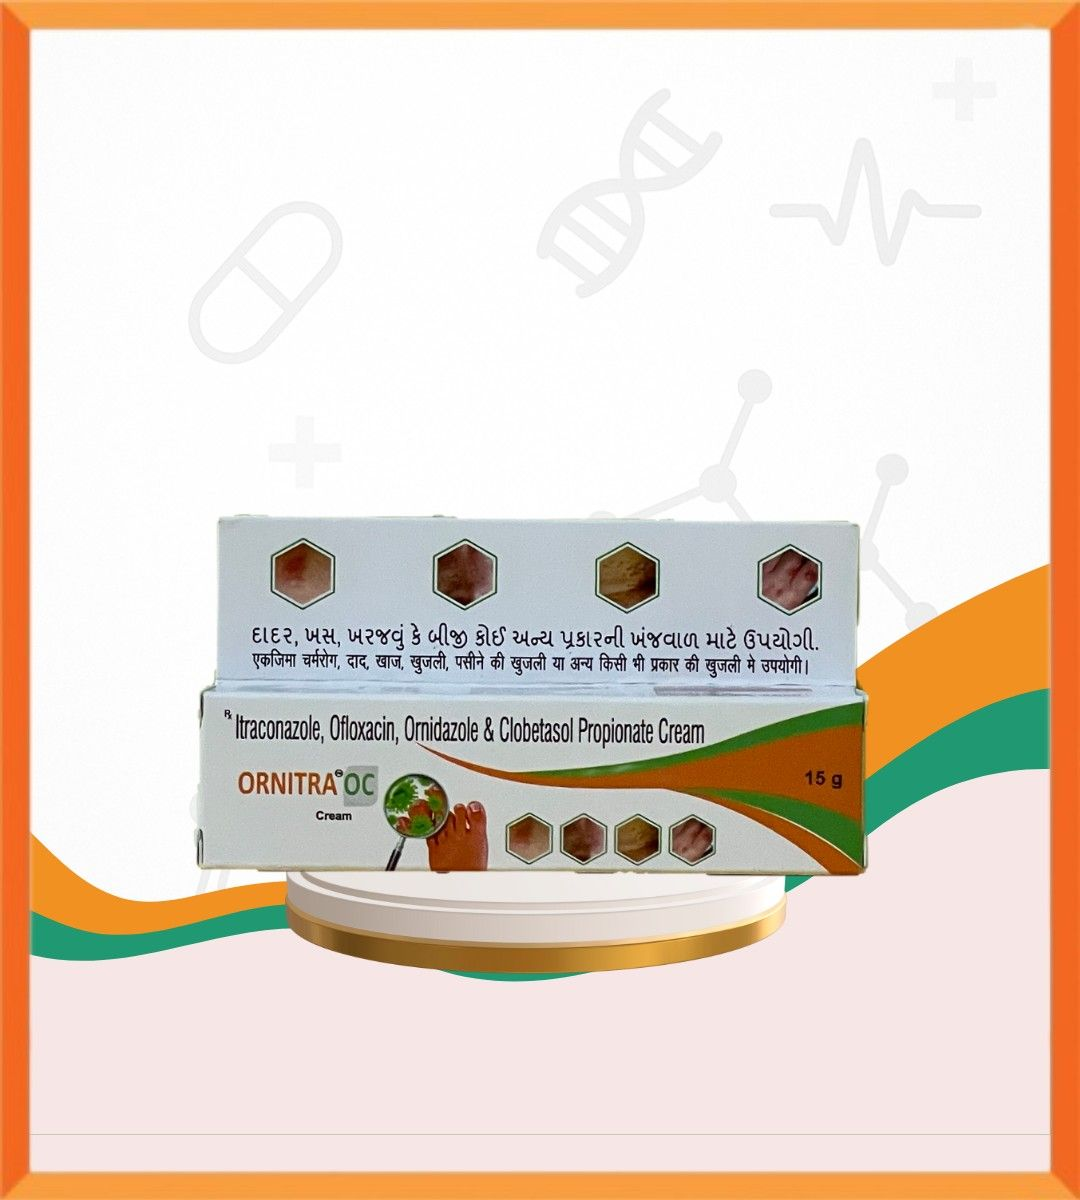 દાદર, ખસ, ખરજવું કે બીજી કોઈ અન્ય પ્રકારની ખંજવાળ માટે ઉપયોગી.
एकजिमा चर्मरोग, दाद, खाज, खुजली, पसीने की खुजली या अन्य किसी भी प्रकार की खुजली मे उपयोगी।
Rx Itraconazole, Ofloxacin, Ornidazole & Clobetasol Propionate Cream
ORNITRA OC
15 g
Cream